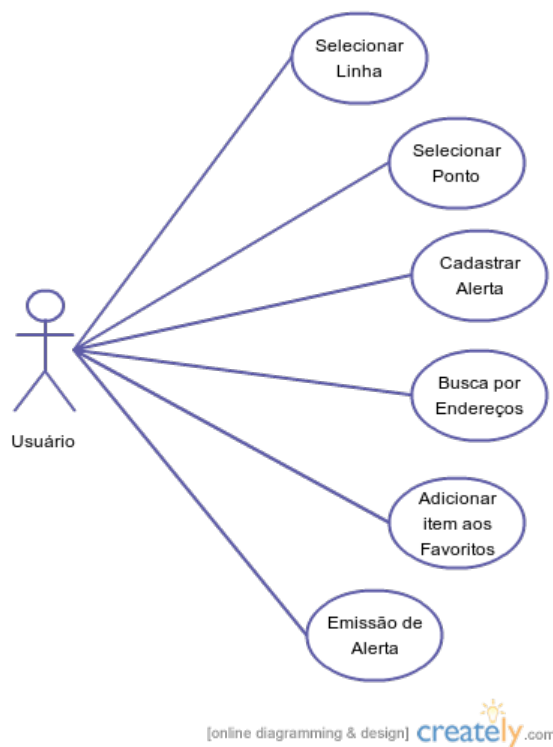 Selecionar
Linha
Selecionar
Ponto
Cadastrar
Alerta
Busca por
Endereços
Usuário
Adicionar
item aos
Favoritos
Emissão de
Alerta
[online diagramming & design] creately.com